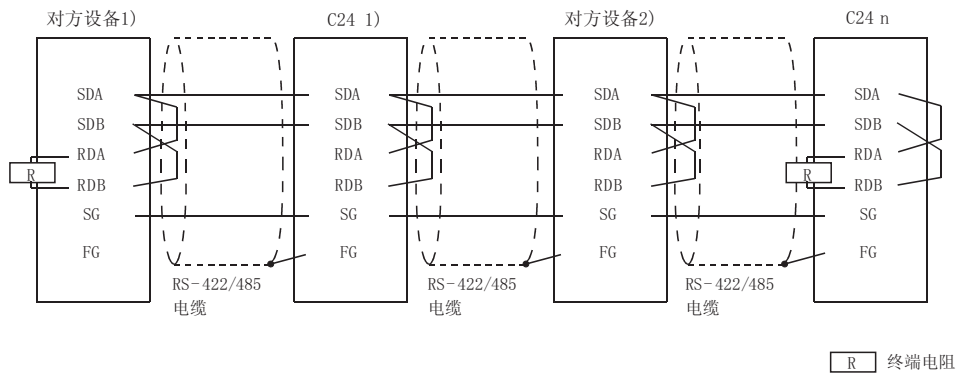 对方设备1)
C24 1)
对方设备2)
C24 n
SDA
SDA
SDA
SDA
SDB
SDB
SDB
SDB
RDA
RDA
RDA
RDA
R
R
RDB
RDB
RDB
RDB
SG
SG
SG
SG
FG
FG
FG
FG
RS-422/485
电缆
RS-422/485
电缆
RS-422/485
电缆
R 终端电阻